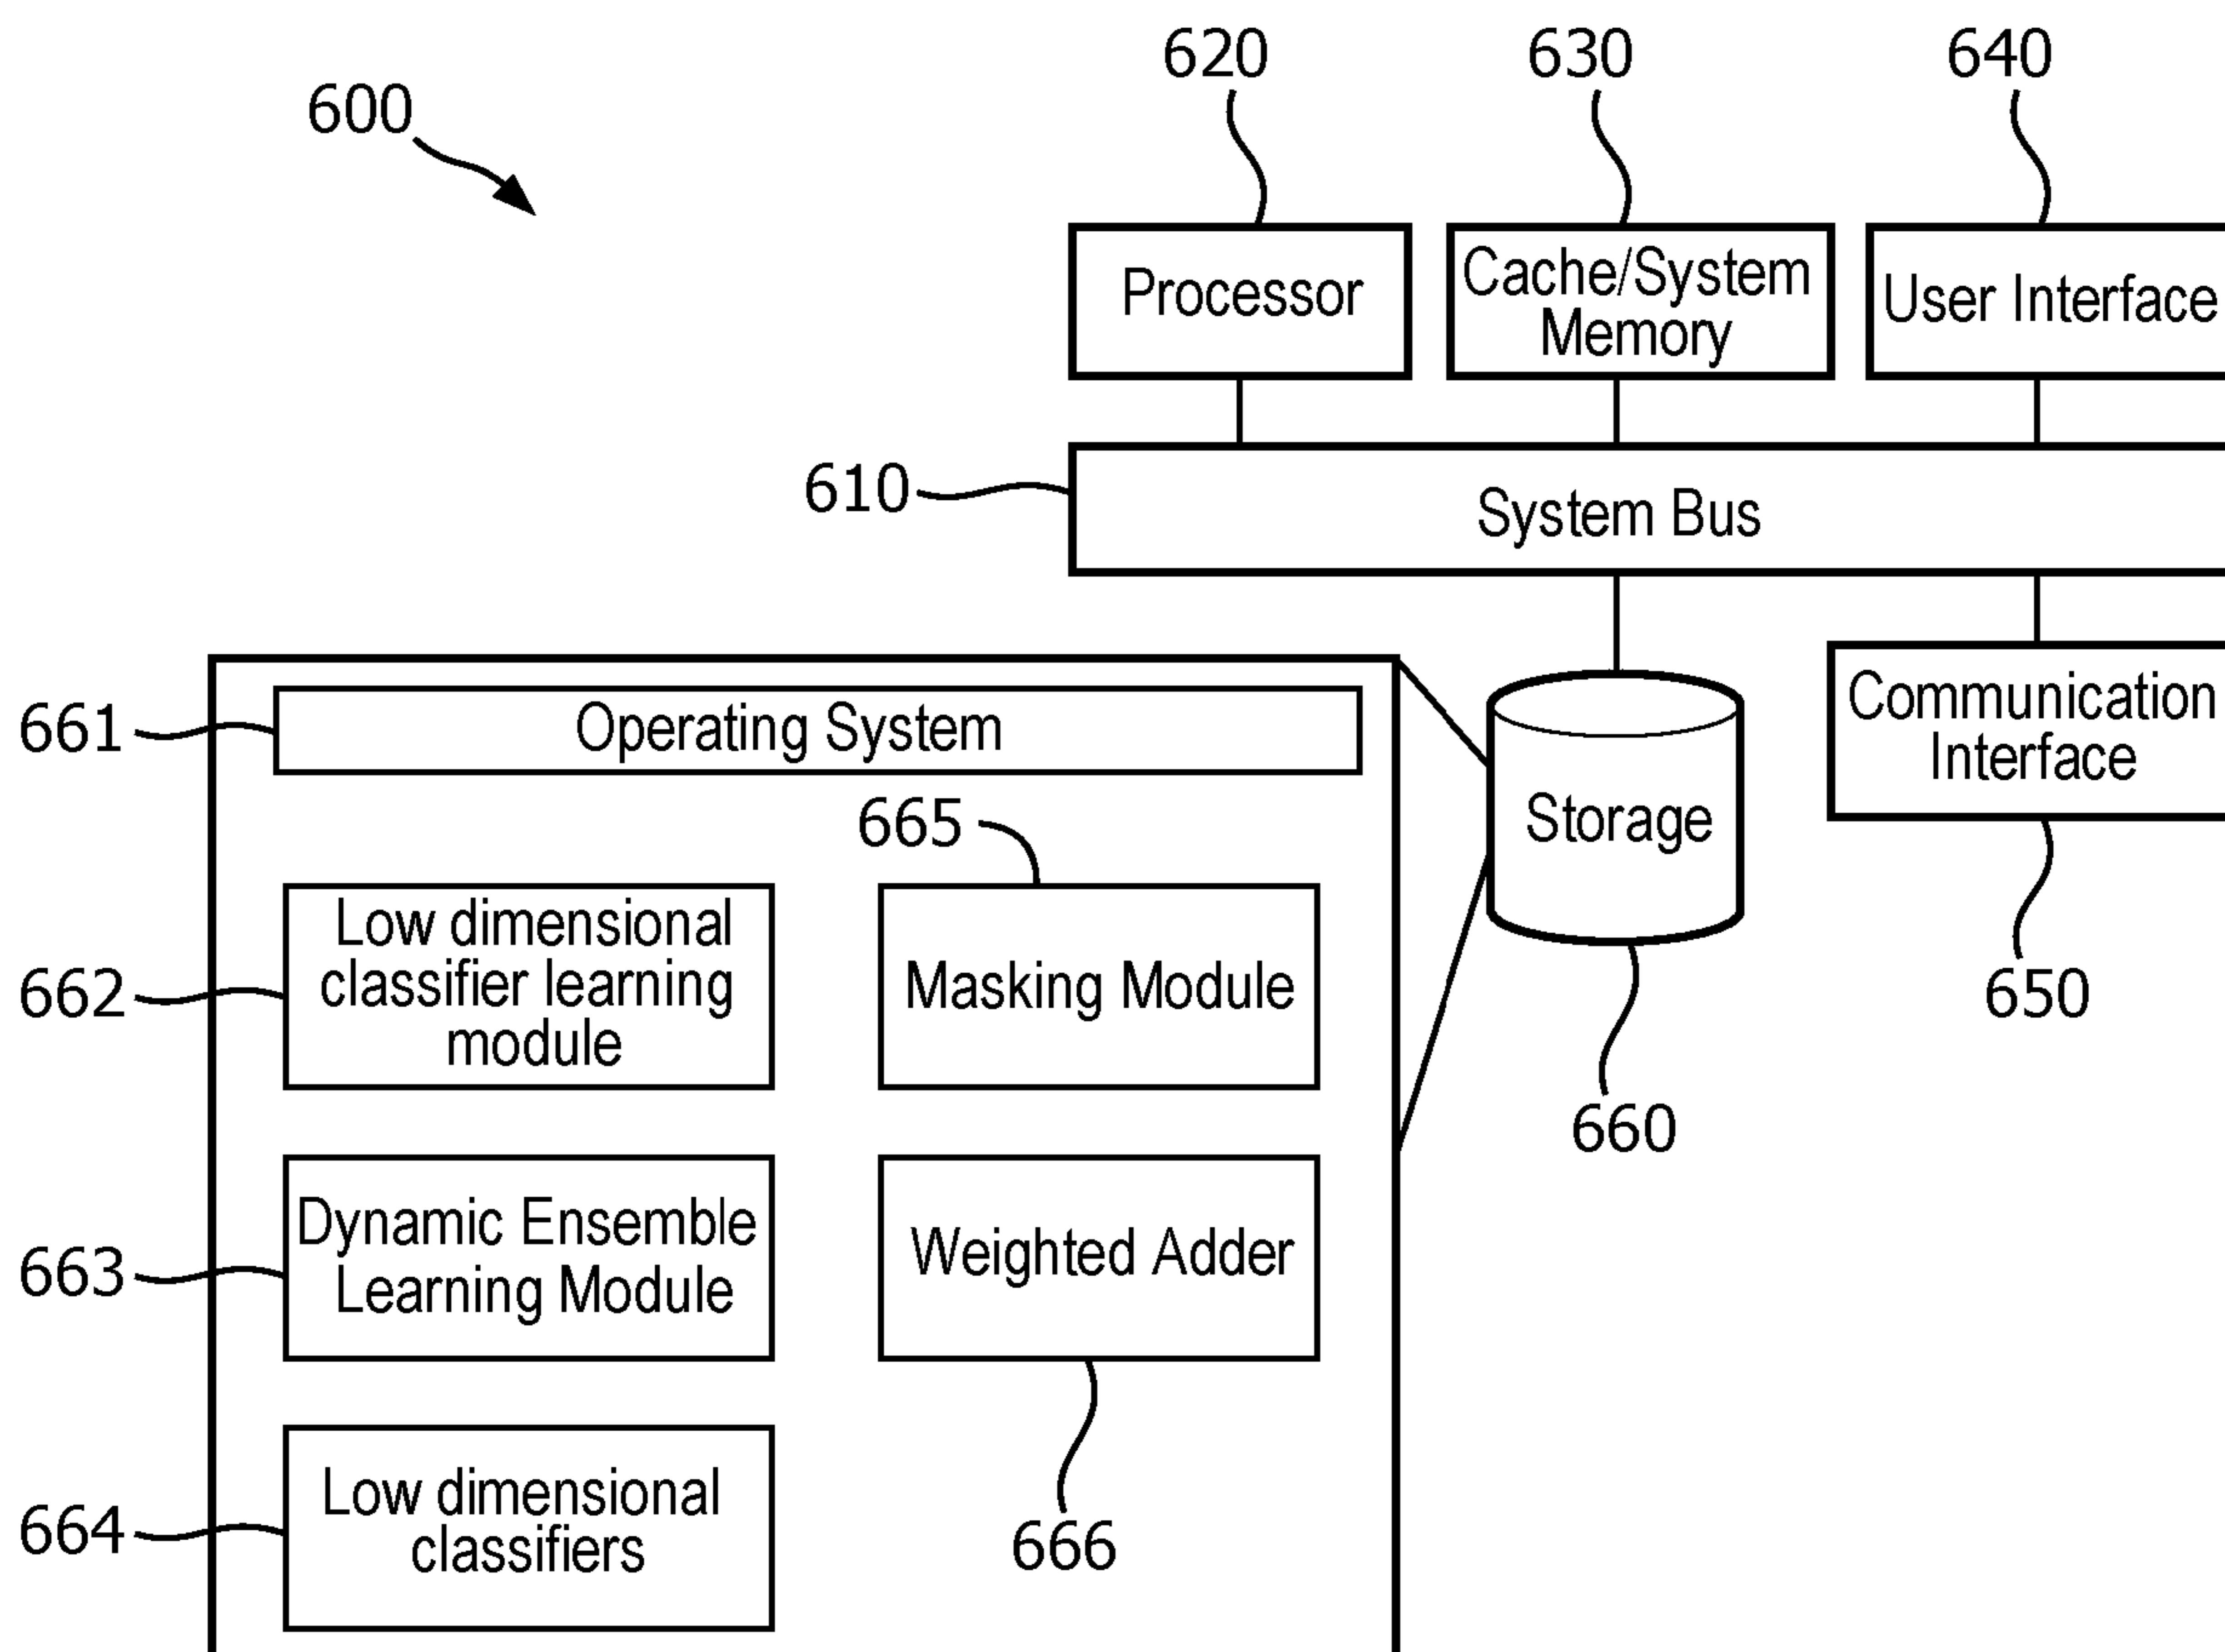 620
630
640
600
Processor
Cache/System
Memory
User Interface
610
System Bus
661
Operating System
Storage
Communication
Interface
665
662
Low dimensional
classifier learning
module
Masking Module
650
660
663
Dynamic Ensemble
Learning Module
Weighted Adder
664
Low dimensional
classifiers
666